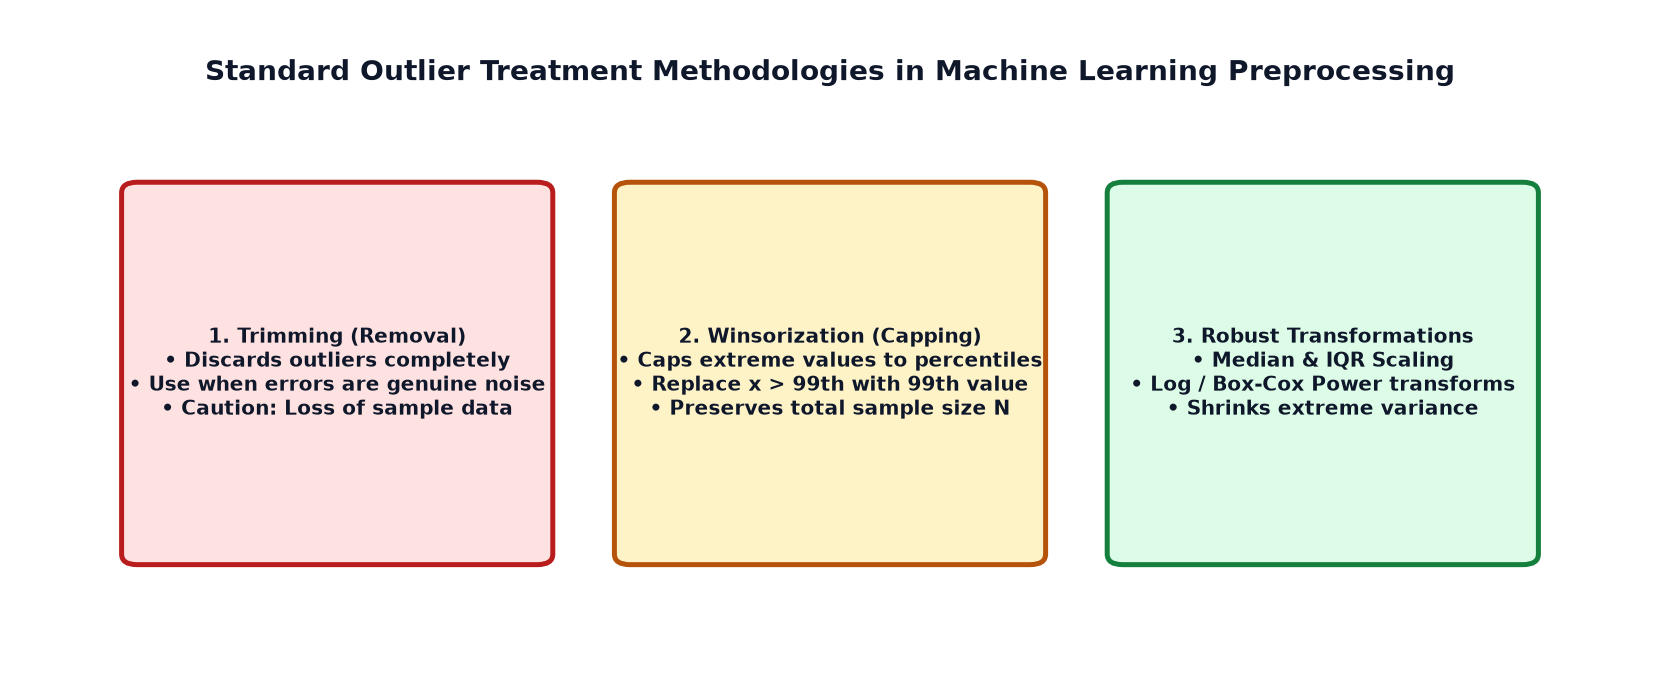 Standard Outlier Treatment Methodologies in Machine Learning Preprocessing
1. Trimming (Removal)
• Discards outliers completely
• Use when errors are genuine noise
• Caution: Loss of sample data
2. Winsorization (Capping)
• Caps extreme values to percentiles
• Replace x > 99th with 99th value
• Preserves total sample size N
3. Robust Transformations
• Median & IQR Scaling
• Log / Box-Cox Power transforms
• Shrinks extreme variance